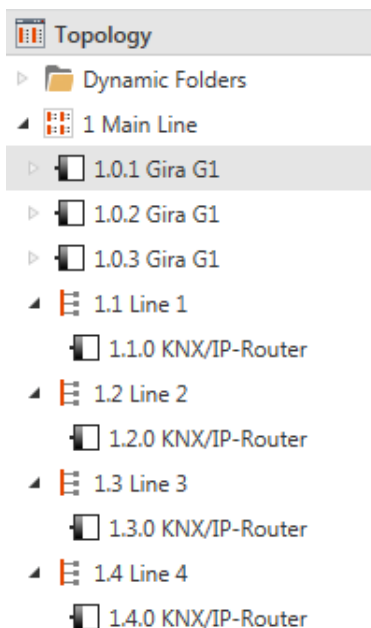 Topology
Dynamic Folders
1 Main Line
1.0.1 Gira G1
1.0.2 Gira G1
1.0.3 Gira G1
1.1 Line 1
1.1.0 KNX/IP-Router
1.2 Line 2
1.2.0 KNX/IP-Router
1.3 Line 3
1.3.0 KNX/IP-Router
1.4 Line 4
1.4.0 KNX/IP-Router